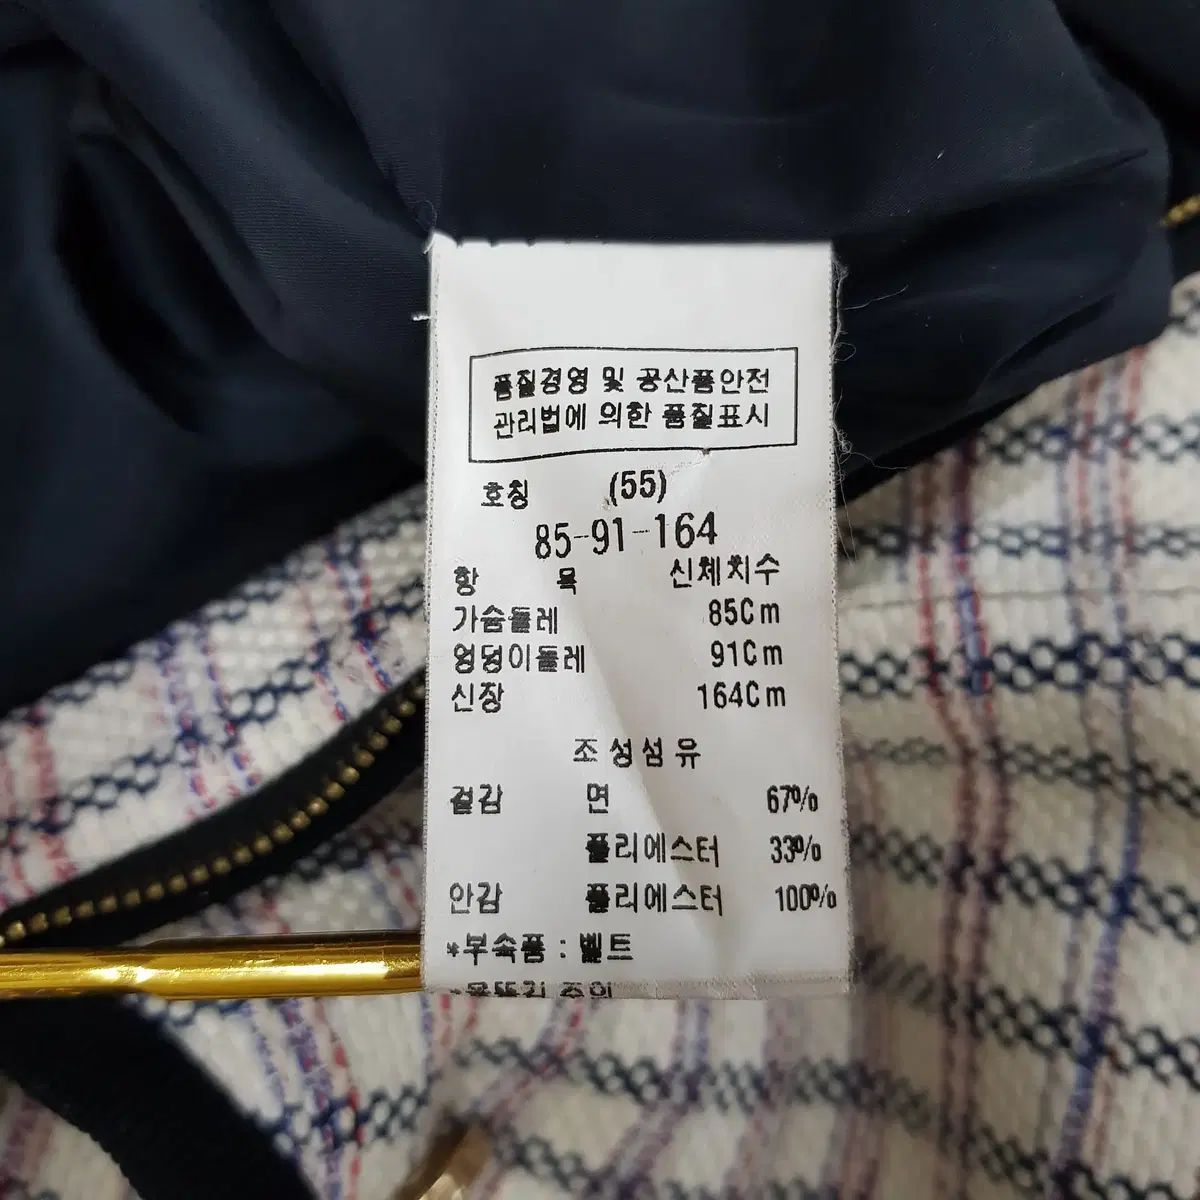 품질경영 및 공산품안전
관리법에 의한 품질표시
호칭 (55)
85-91-164
항 목 신체치수
가슴둘레 85Cm
엉덩이둘레 91Cm
신장 164Cm
조성섬유
겉감 면 67%
폴리에스터 33%
안감 폴리에스터 100%
*부속품 : 벨트